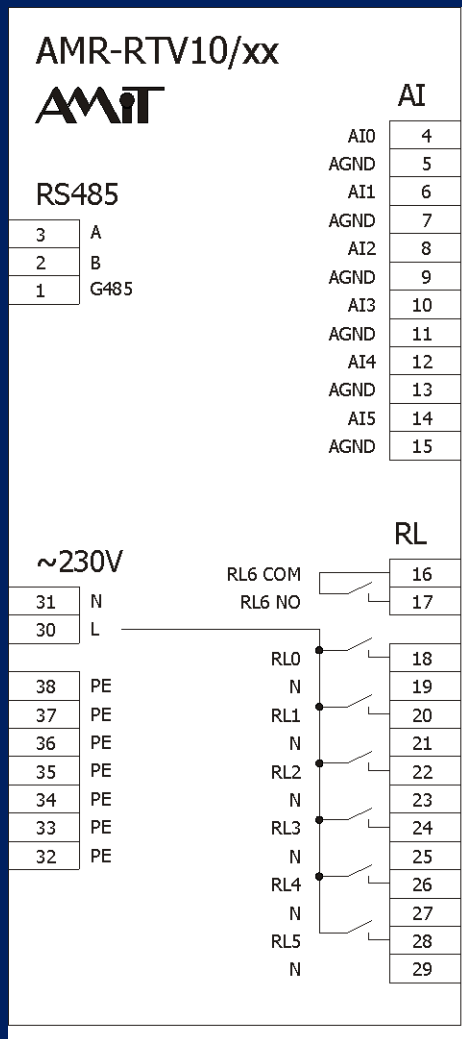 AMR-RTV10/xx
AMiT
AI
AI0 4
AGND 5
AI1 6
AGND 7
AI2 8
AGND 9
AI3 10
AGND 11
AI4 12
AGND 13
AI5 14
AGND 15
RS485
3 A
2 B
1 G485
RL
RL6 COM 16
RL6 NO 17
RL0 18
N 19
RL1 20
N 21
RL2 22
N 23
RL3 24
N 25
RL4 26
N 27
RL5 28
N 29
~230V
31 N
30 L
38 PE
37 PE
36 PE
35 PE
34 PE
33 PE
32 PE